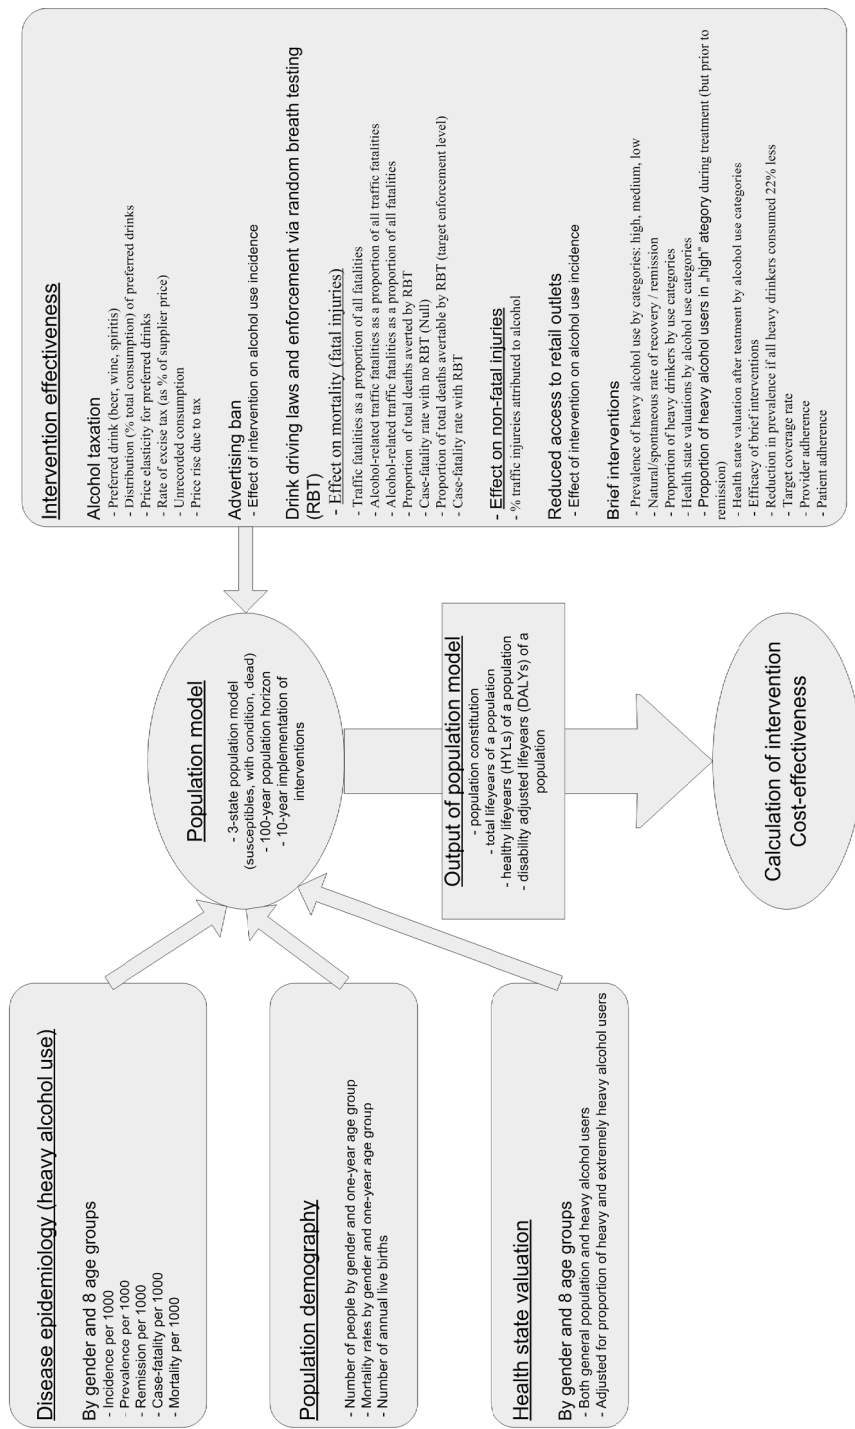 Disease epidemiology (heavy alcohol use)
By gender and 8 age groups
- Incidence per 1000
- Prevalence per 1000
- Remission per 1000
- Case-fatality per 1000
- Mortality per 1000
Population demography
- Number of people by gender and one-year age group
- Mortality rates by gender and one-year age group
- Number of annual live births
Health state valuation
By gender and 8 age groups
- Both general population and heavy alcohol users
- Adjusted for proportion of heavy and extremely heavy alcohol users
Population model
- 3-state population model
(susceptibles, with condition, dead)
- 100-year population horizon
- 10-year implementation of
interventions
Output of population model
- population constitution
- total lifeyears of a population
- healthy lifeyears (HYLs) of a population
- disability adjusted lifeyears (DALYs) of a
population
Calculation of intervention
Cost-effectiveness
Intervention effectiveness
Alcohol taxation
- Preferred drink (beer, wine, spiritis)
- Distribution (% total consumption) of preferred drinks
- Price elasticity for preferred drinks
- Rate of excise tax (as % of supplier price)
- Unrecorded consumption
- Price rise due to tax
Advertising ban
- Effect of intervention on alcohol use incidence
Drink driving laws and enforcement via random breath testing
(RBT)
- Effect on mortality (fatal injuries)
- Traffic fatalities as a proportion of all fatalities
- Alcohol-related traffic fatalities as a proportion of all traffic fatalities
- Alcohol-related traffic fatalities as a proportion of all fatalities
- Proportion of total deaths averted by RBT
- Case-fatality rate with no RBT (Null)
- Proportion of total deaths avertable by RBT (target enforcement level)
- Case-fatality rate with RBT
- Effect on non-fatal injuries
- % traffic injureies attributed to alcohol
Reduced access to retail outlets
- Effect of intervention on alcohol use incidence
Brief interventions
- Prevalence of heavy alcohol use by categories: high, medium, low
- Natural/spontaneous rate of recovery / remission
- Proportion of heavy drinkers by use categories
- Health state valuations by alcohol use categories
- Proportion of heavy alcohol users in „high" ategory during treatment (but prior to
remission)
- Health state valuation after teatment by alcohol use categories
- Efficacy of brief interventions
- Reduction in prevalence if all heavy drinkers consumed 22% less
- Target coverage rate
- Provider adherence
- Patient adherence